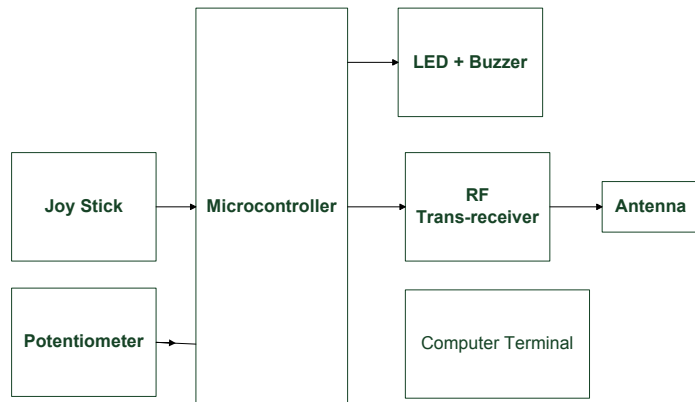 LED + Buzzer
Joy Stick
Microcontroller
RF
Trans-receiver
Antenna
Potentiometer
Computer Terminal